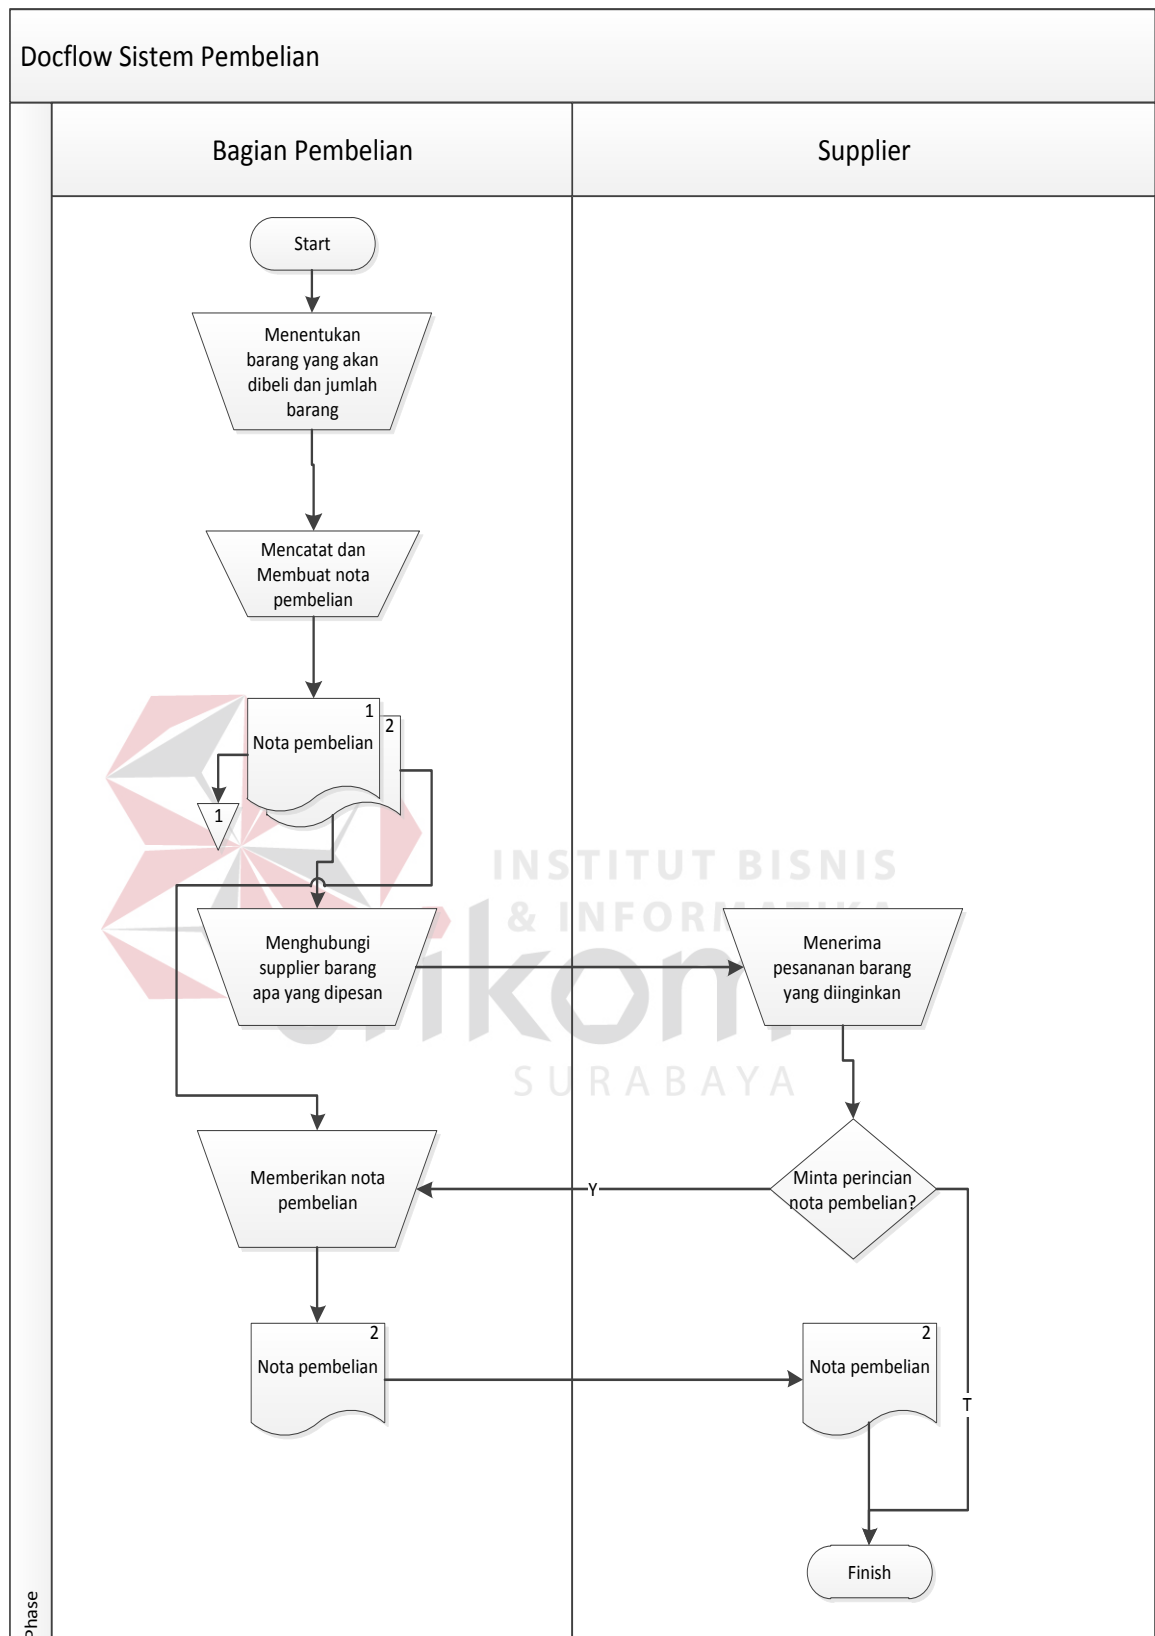 Docflow Sistem Pembelian
Bagian Pembelian
Supplier
Start
Menentukan
barang yang akan
dibeli dan jumlah
barang
Mencatat dan
Membuat nota
pembelian
1
2
Nota pembelian
1
INSTITUT BISNIS
& INFORMATIKA
stikom
SURABAYA
Menghubungi
supplier barang
apa yang dipesan
Menerima
pesananan barang
yang diinginkan
Memberikan nota
pembelian
Y
Minta perincian
nota pembelian?
2
Nota pembelian
2
Nota pembelian
T
Finish
Phase